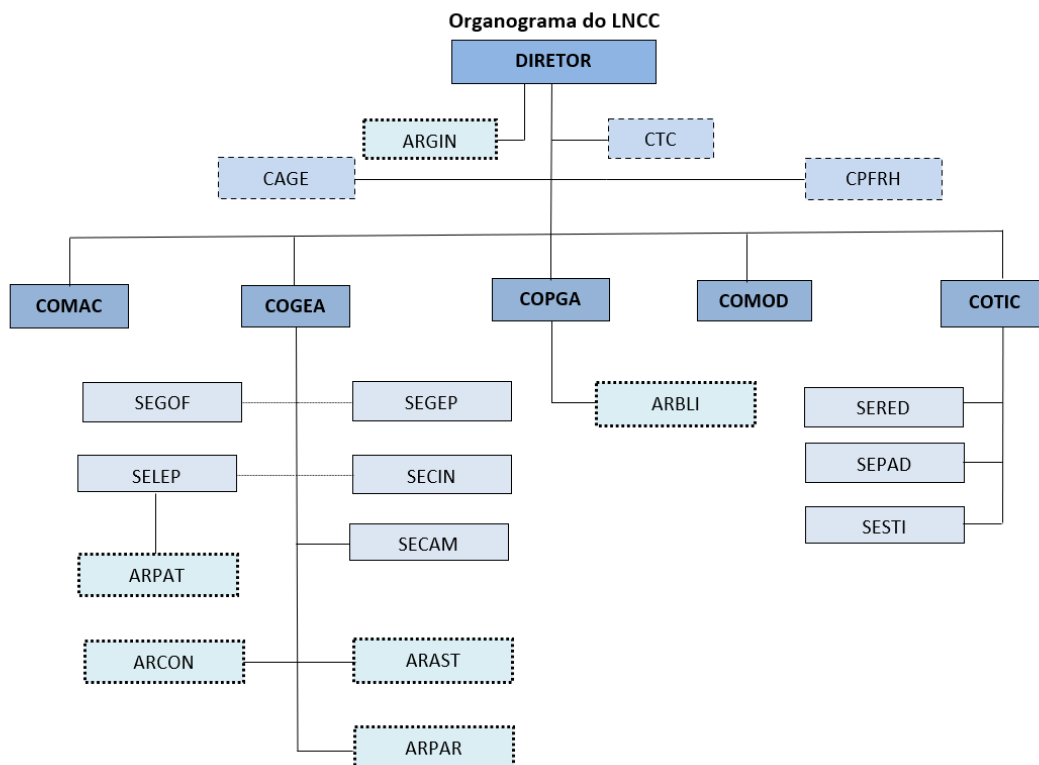 Organograma do LNCC
DIRETOR
ARGIN
CTC
CAGE
CPFRH
COMAC
COGEA
COPGA
COMOD
COTIC
SEGOF
SEGEP
ARBLI
SERED
SELEP
SECIN
SEPAD
SECAM
SESTI
ARPAT
ARCON
ARAST
ARPAR